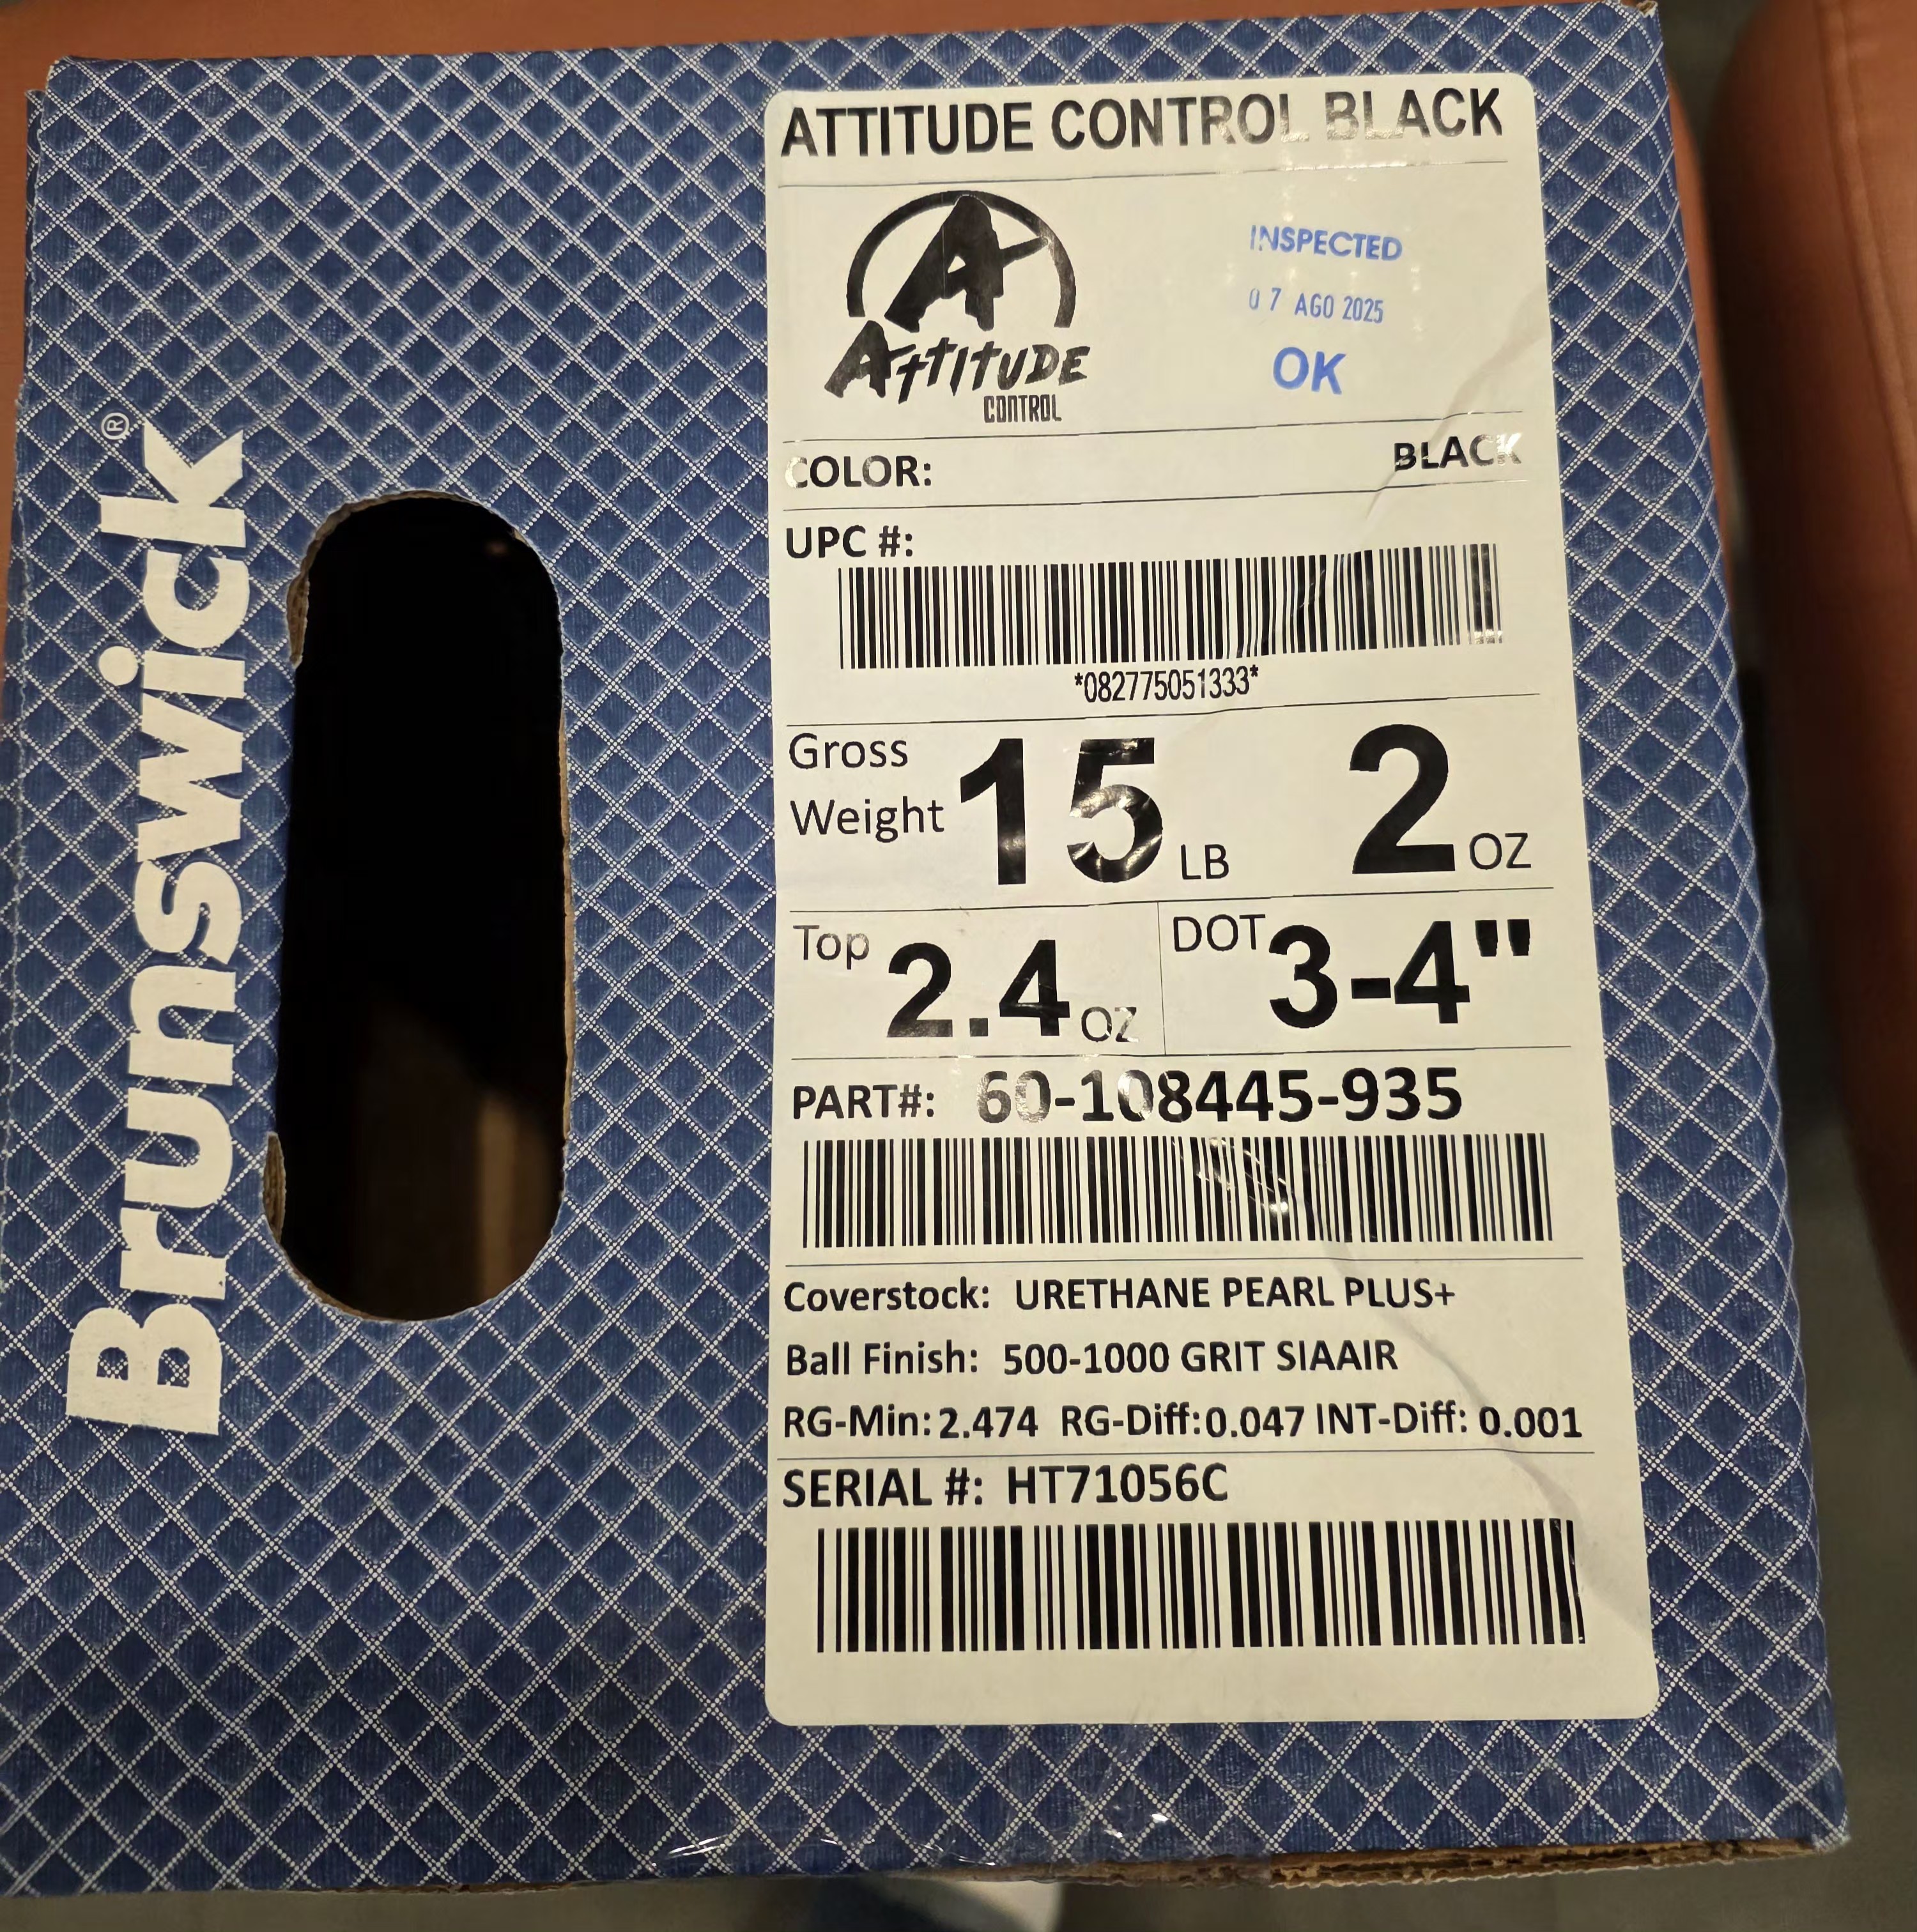 Brunswick®
ATTITUDE CONTROL BLACK
A
ATTITUDE
CONTROL
INSPECTED
07 AGO 2025
OK
COLOR: BLACK
UPC #:
*082775051333*
Gross
Weight 15 LB 2 OZ
Top 2.4 OZ DOT 3-4"
PART#: 60-108445-935
Coverstock: URETHANE PEARL PLUS+
Ball Finish: 500-1000 GRIT SIAAIR
RG-Min: 2.474 RG-Diff: 0.047 INT-Diff: 0.001
SERIAL #: HT71056C